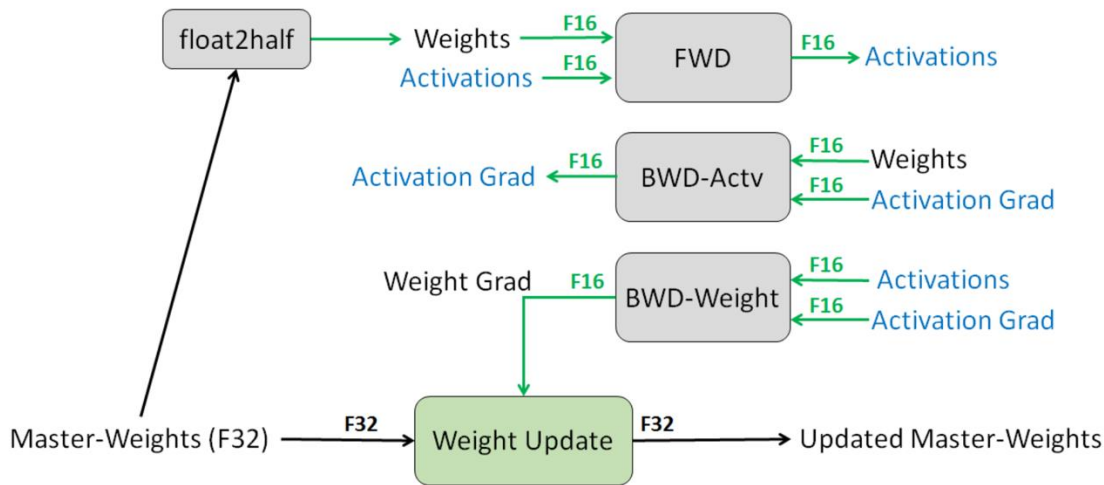 float2half
Weights
F16
Activations
F16
FWD
F16
Activations
Activation Grad
F16
BWD-Actv
F16
Weights
F16
Activation Grad
Weight Grad
F16
BWD-Weight
F16
Activations
F16
Activation Grad
Master-Weights (F32)
F32
Weight Update
F32
Updated Master-Weights